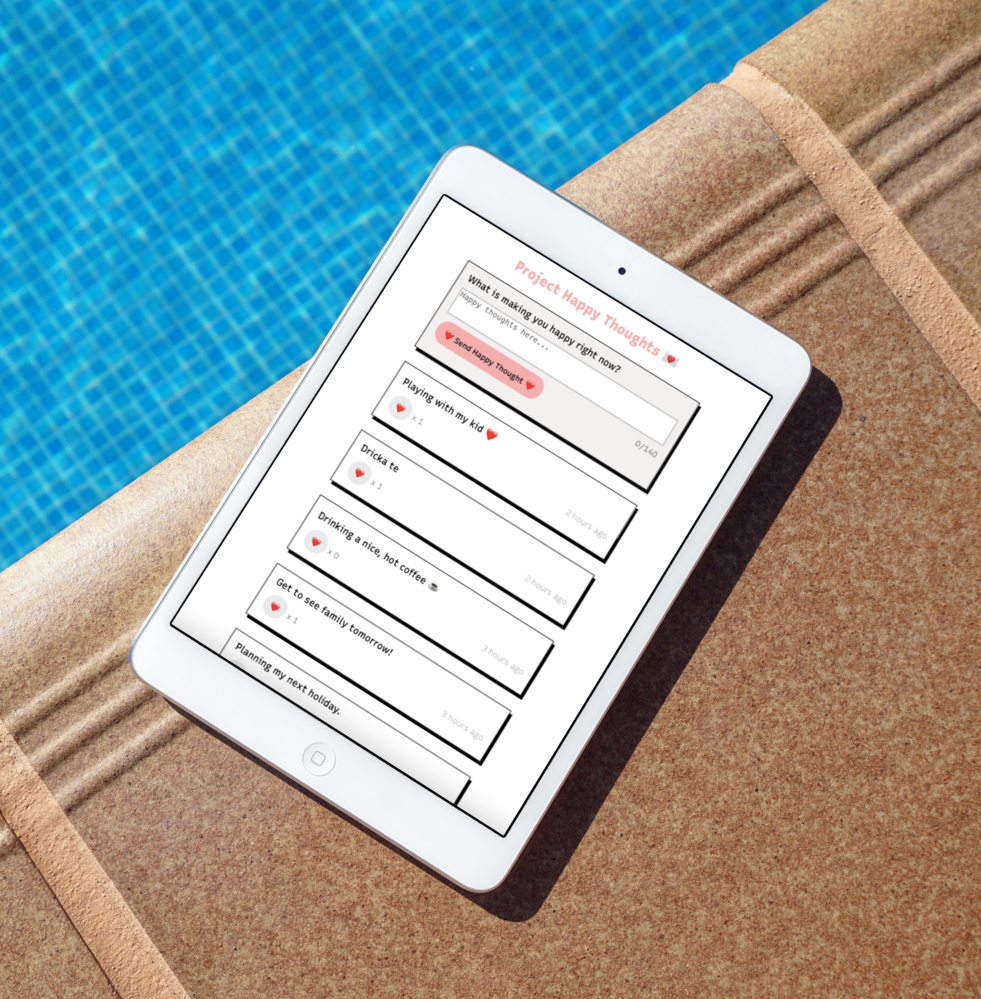 Project Happy Thoughts 💌
What is making you happy right now?
Happy thoughts here...
0/140
❤️ Send Happy Thought ❤️
Playing with my kid ❤️
❤️ x 1
2 hours ago
Dricka te
❤️ x 1
2 hours ago
Drinking a nice, hot coffee ☕
❤️ x 0
3 hours ago
Get to see family tomorrow!
❤️ x 1
3 hours ago
Planning my next holiday.